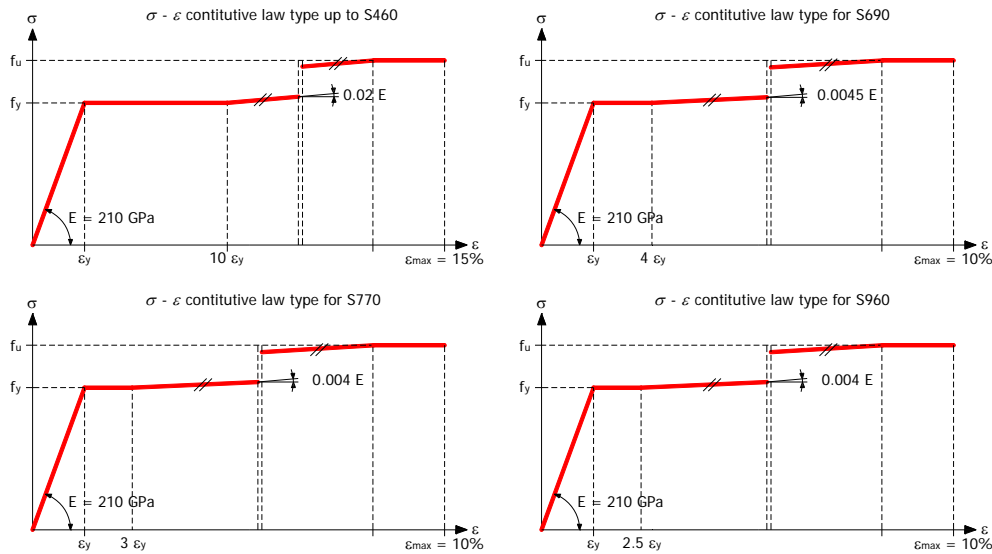 σ - ε contitutive law type up to S460
σ
fu
fy
0.02 E
E = 210 GPa
εy
10 εy
ε
εmax = 15%
σ - ε contitutive law type for S690
σ
fu
fy
0.0045 E
E = 210 GPa
εy
4 εy
ε
εmax = 10%
σ - ε contitutive law type for S770
σ
fu
fy
0.004 E
E = 210 GPa
εy
3 εy
ε
εmax = 10%
σ - ε contitutive law type for S960
σ
fu
fy
0.004 E
E = 210 GPa
εy
2.5 εy
ε
εmax = 10%